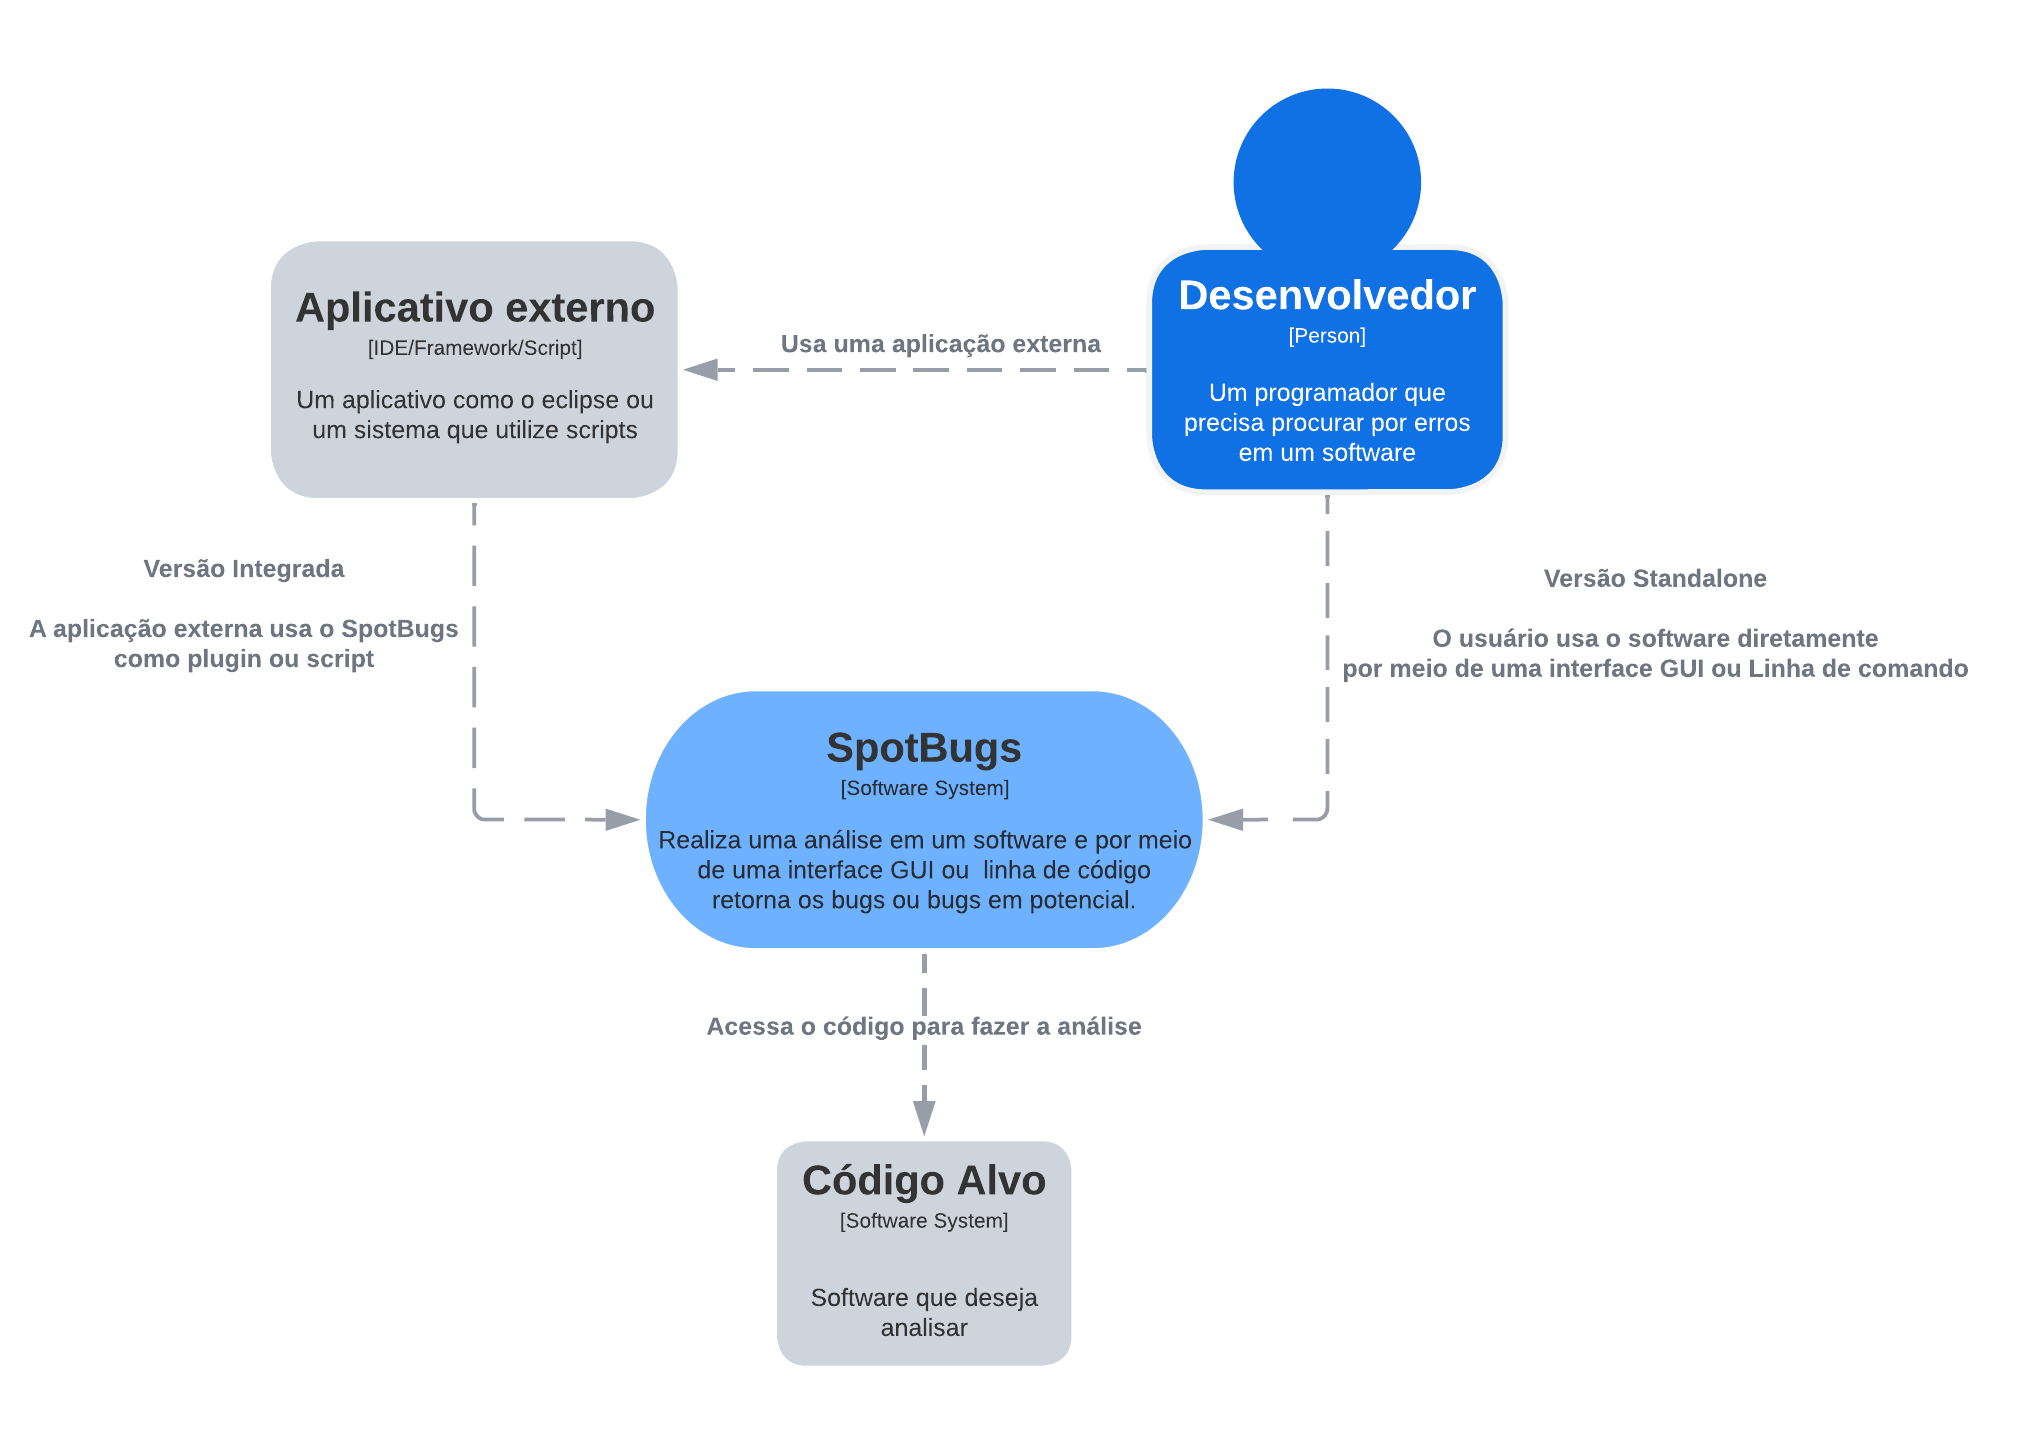 Aplicativo externo
[IDE/Framework/Script]
Um aplicativo como o eclipse ou
um sistema que utilize scripts
Usa uma aplicação externa
Desenvolvedor
[Person]
Um programador que
precisa procurar por erros
em um software
Versão Integrada
A aplicação externa usa o SpotBugs
como plugin ou script
Versão Standalone
O usuário usa o software diretamente
por meio de uma interface GUI ou Linha de comando
SpotBugs
[Software System]
Realiza uma análise em um software e por meio
de uma interface GUI ou  linha de código
retorna os bugs ou bugs em potencial.
Acessa o código para fazer a análise
Código Alvo
[Software System]
Software que deseja
analisar